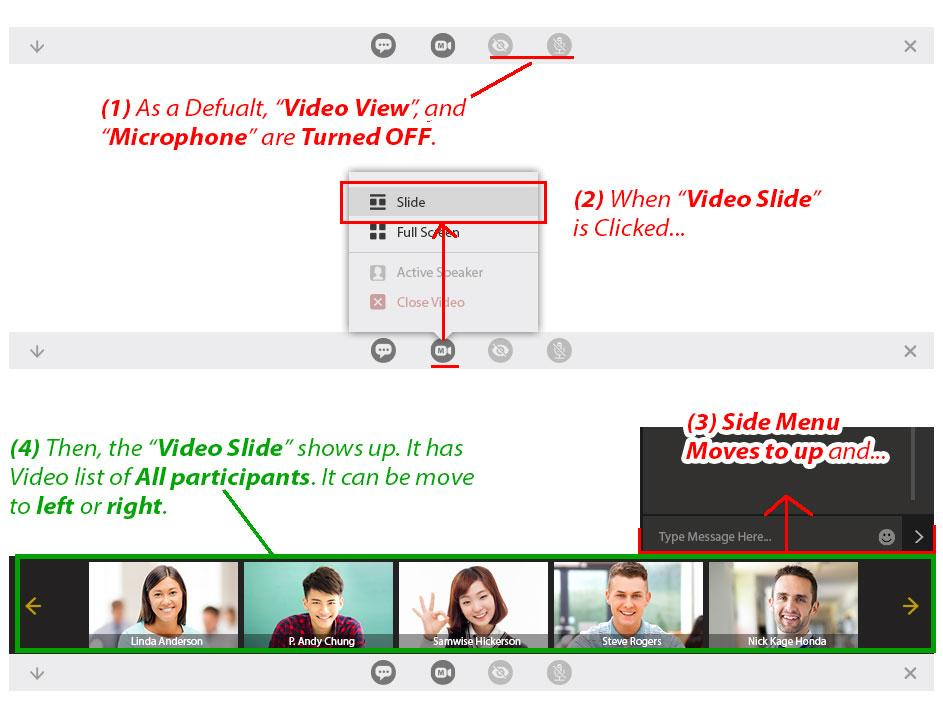 (1) As a Defualt, “Video View”, and
“Microphone” are Turned OFF.
Slide
Full Screen
Active Speaker
Close Video
(2) When “Video Slide”
is Clicked...
M
(3) Side Menu
Moves to up and...
(4) Then, the “Video Slide” shows up. It has
Video list of All participants. It can be move
to left or right.
Type Message Here...
Linda Anderson
P. Andy Chung
Samwise Hickerson
Steve Rogers
Nick Kage Honda